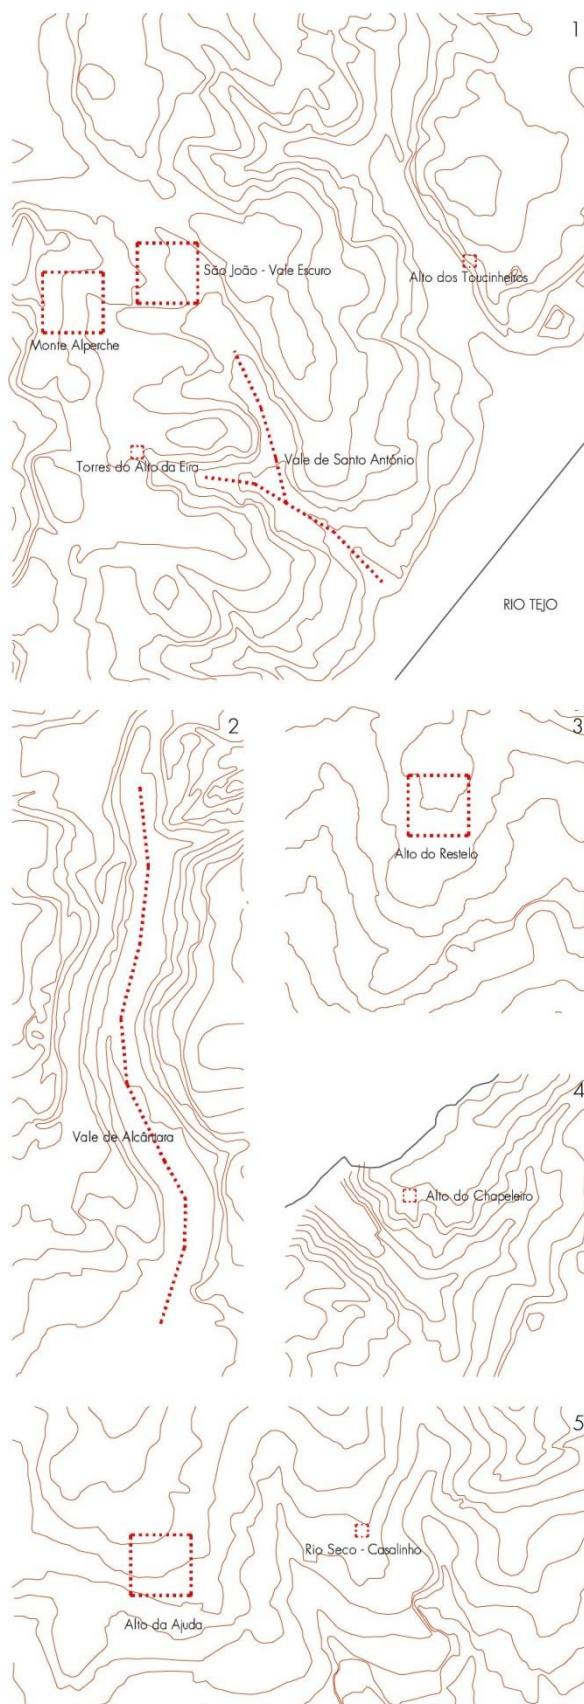 1
São João - Vale Escuro
Alto dos Toucinheiros
Monte Alperche
Vale de Santo António
Torres do Alto da Eira
RIO TEJO
2
3
Alto do Restelo
4
Vale de Alcântara
Alto do Chapeleiro
5
Rio Seco - Casalinho
Alto da Ajuda